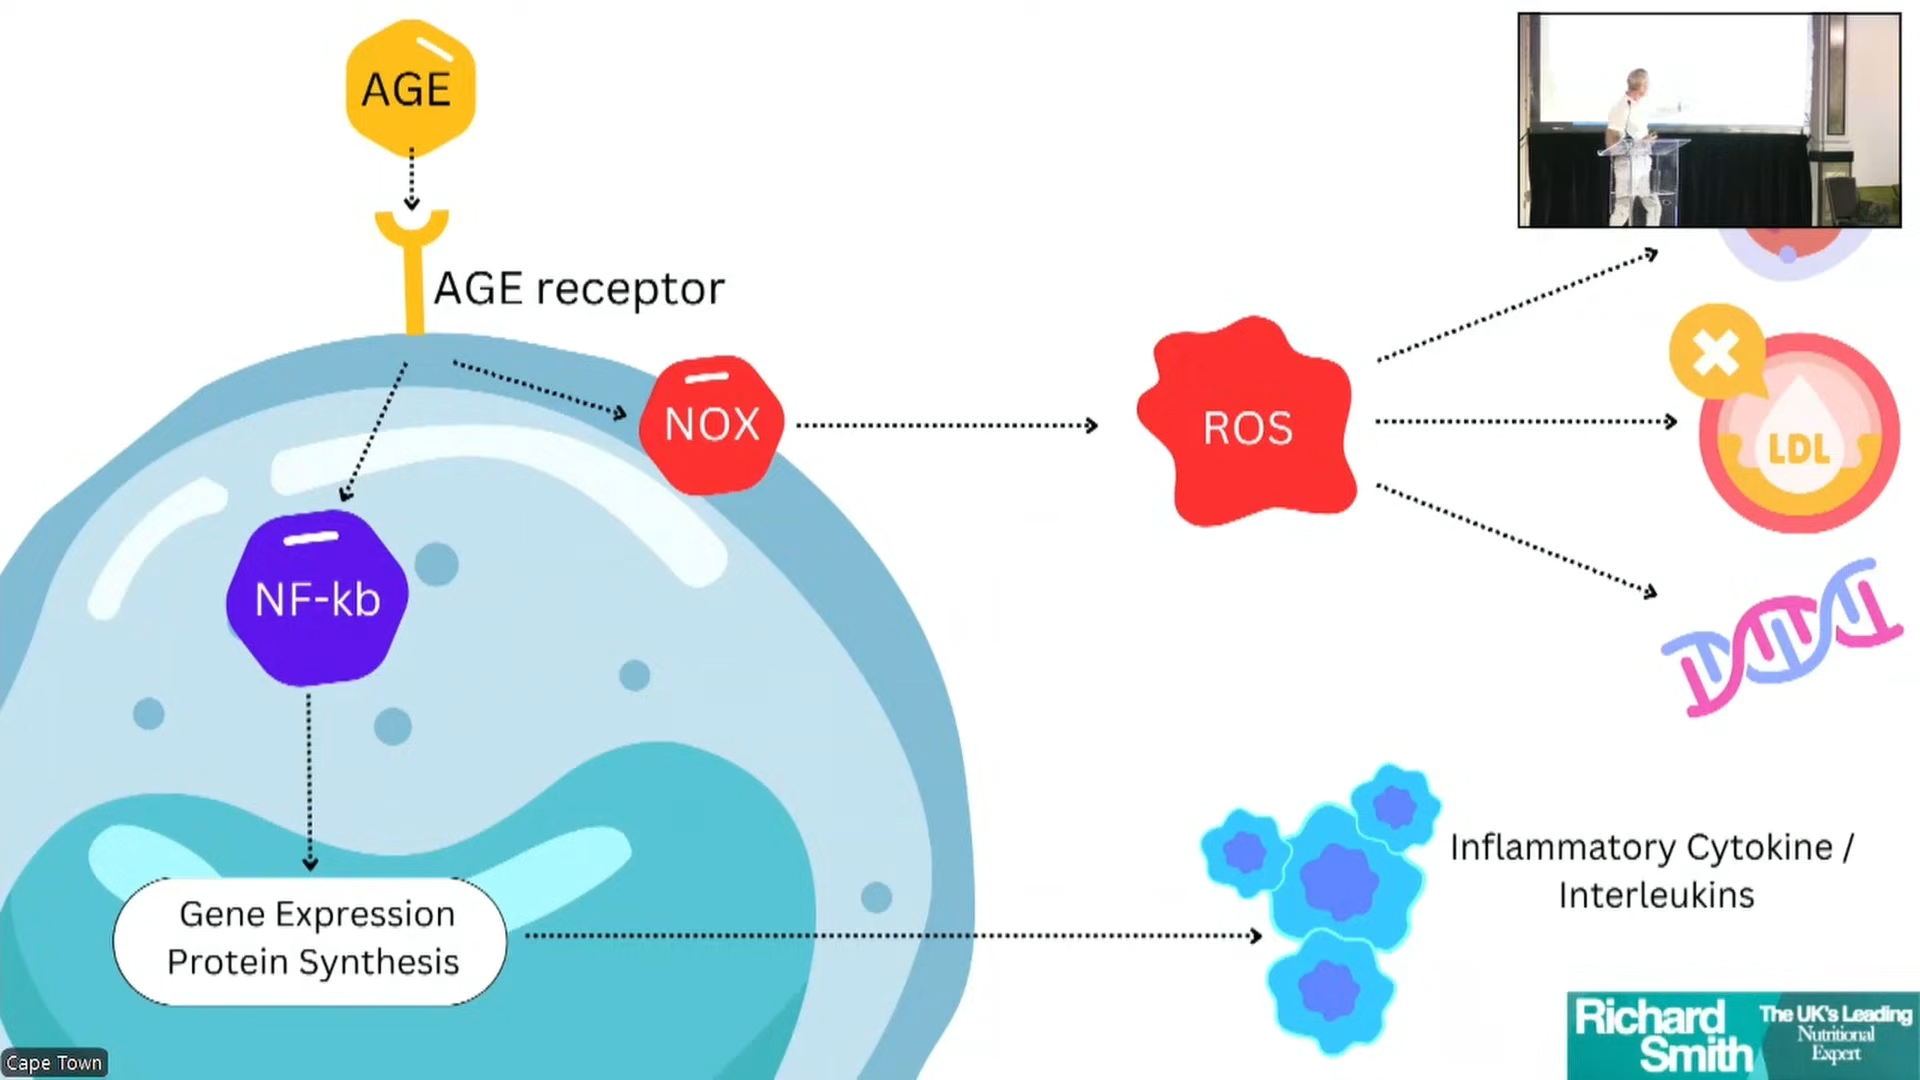 AGE
AGE receptor
NOX
ROS
LDL
NF-kb
Gene Expression
Protein Synthesis
Inflammatory Cytokine /
Interleukins
Richard
Smith
The UK's Leading
Nutritional
Expert
Cape Town